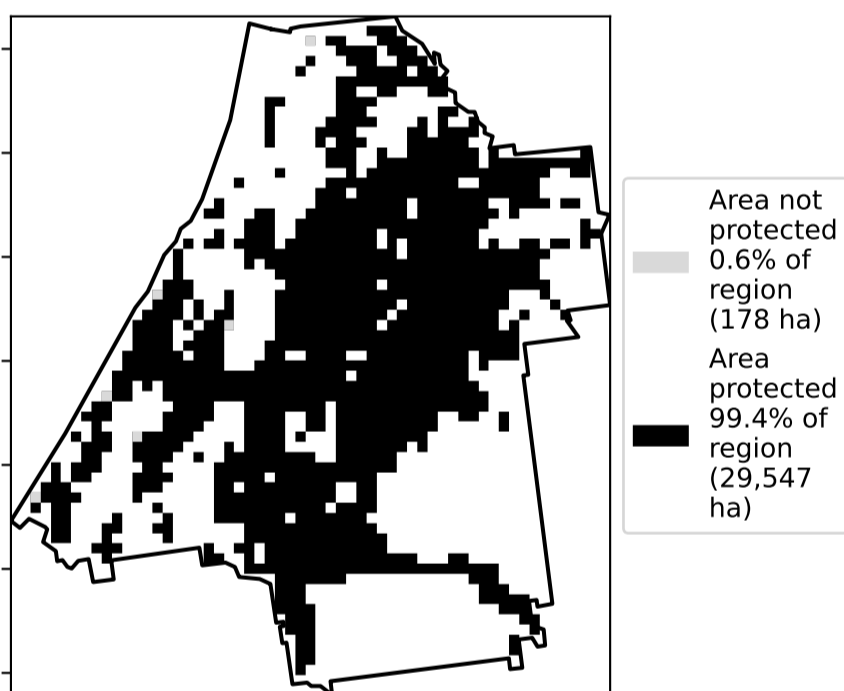 Area not
protected
0.6% of
region
(178 ha)
Area
protected
99.4% of
region
(29,547
ha)